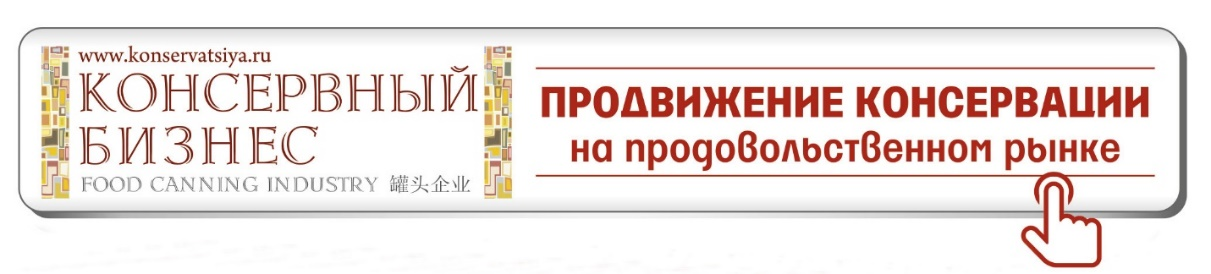 www.konservatsiya.ru
КОНСЕРВНЫЙ
БИЗНЕС
FOOD CANNING INDUSTRY 罐头企业
ПРОДВИЖЕНИЕ КОНСЕРВАЦИИ
на продовольственном рынке